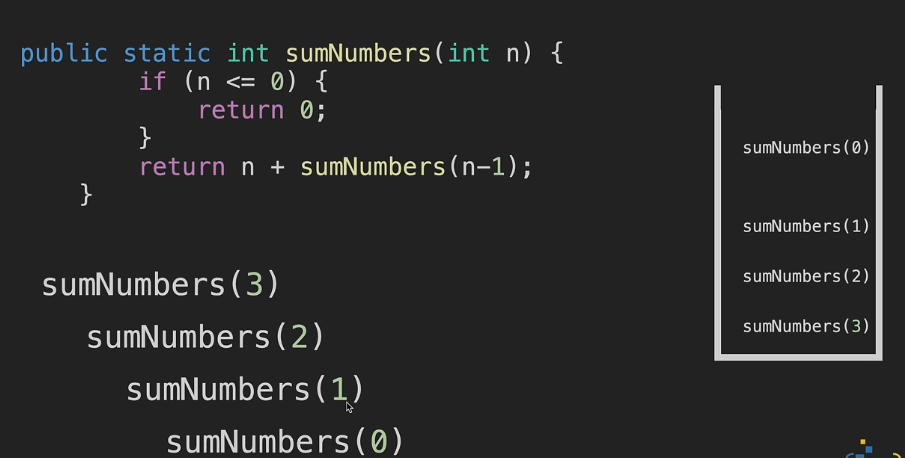 public static int sumNumbers(int n) {
if (n <= 0) {
return 0;
}
return n + sumNumbers(n-1);
}
sumNumbers(3)
sumNumbers(2)
sumNumbers(1)
sumNumbers(0)
sumNumbers(0)
sumNumbers(1)
sumNumbers(2)
sumNumbers(3)